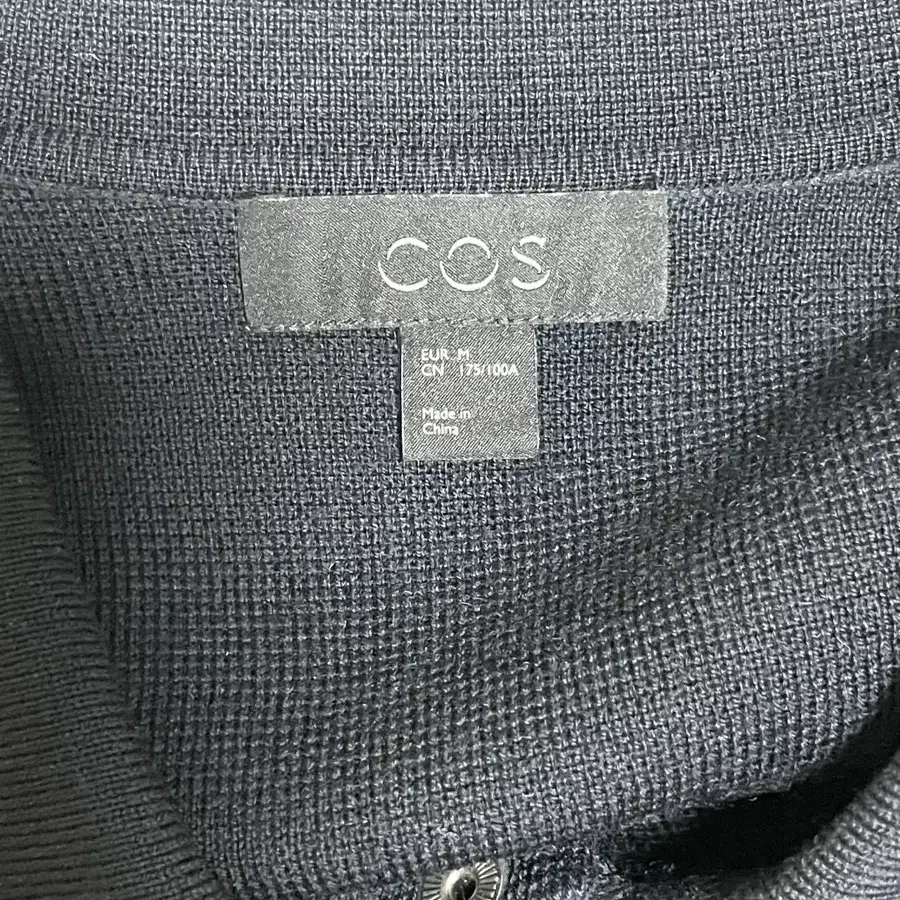 COS
EUR M
CN 175/100A
Made in
China